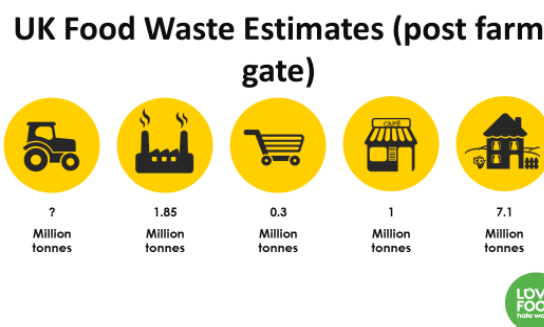 UK Food Waste Estimates (post farm
gate)
CAFÉ
? 1.85 0.3 1 7.1
Million Million Million Million Million
tonnes tonnes tonnes tonnes tonnes